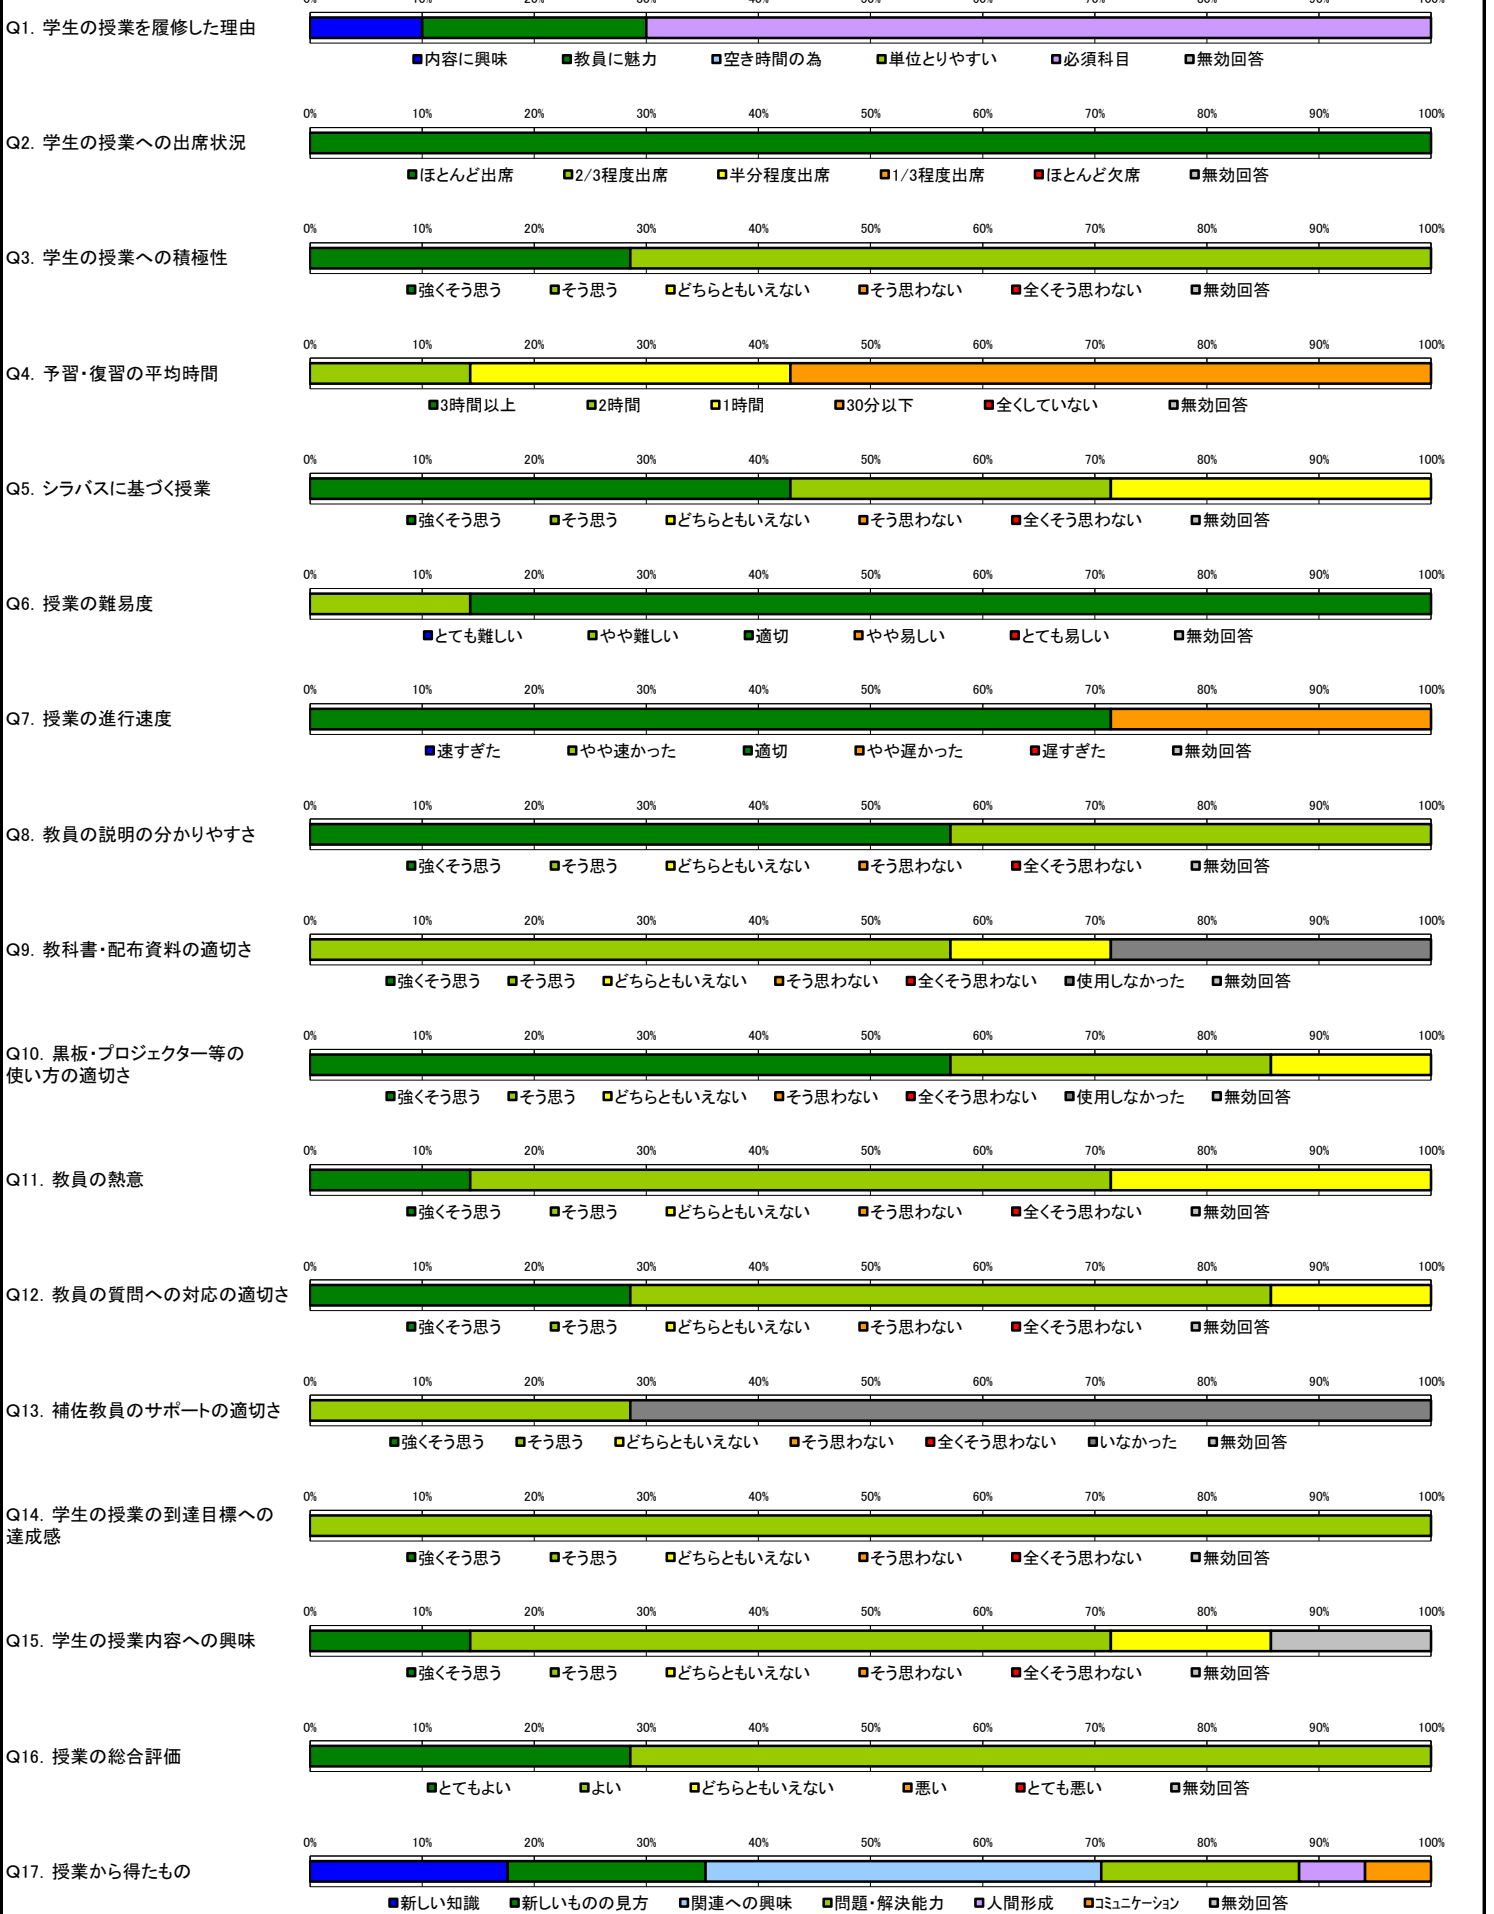 Q1. 学生の授業を履修した理由
■内容に興味 ■教員に魅力 □空き時間の為 ■単位とりやすい ■必須科目 ■無効回答
0% 10% 20% 30% 40% 50% 60% 70% 80% 90% 100%
Q2. 学生の授業への出席状況
■ほとんど出席 ■2/3程度出席 ■半分程度出席 ■1/3程度出席 ■ほとんど欠席 ■無効回答
0% 10% 20% 30% 40% 50% 60% 70% 80% 90% 100%
Q3. 学生の授業への積極性
■強くそう思う ■そう思う ■どちらともいえない ■そう思わない ■全くそう思わない ■無効回答
0% 10% 20% 30% 40% 50% 60% 70% 80% 90% 100%
Q4. 予習・復習の平均時間
■3時間以上 ■2時間 ■1時間 ■30分以下 ■全くしていない ■無効回答
0% 10% 20% 30% 40% 50% 60% 70% 80% 90% 100%
Q5. シラバスに基づく授業
■強くそう思う ■そう思う ■どちらともいえない ■そう思わない ■全くそう思わない ■無効回答
0% 10% 20% 30% 40% 50% 60% 70% 80% 90% 100%
Q6. 授業の難易度
■とても難しい ■やや難しい ■適切 ■やや易しい ■とても易しい ■無効回答
0% 10% 20% 30% 40% 50% 60% 70% 80% 90% 100%
Q7. 授業の進行速度
■速すぎた ■やや速かった ■適切 ■やや遅かった ■遅すぎた ■無効回答
0% 10% 20% 30% 40% 50% 60% 70% 80% 90% 100%
Q8. 教員の説明の分かりやすさ
■強くそう思う ■そう思う ■どちらともいえない ■そう思わない ■全くそう思わない ■無効回答
0% 10% 20% 30% 40% 50% 60% 70% 80% 90% 100%
Q9. 教科書・配布資料の適切さ
■強くそう思う ■そう思う ■どちらともいえない ■そう思わない ■全くそう思わない ■使用しなかった ■無効回答
0% 10% 20% 30% 40% 50% 60% 70% 80% 90% 100%
Q10. 黒板・プロジェクター等の
使い方の適切さ
■強くそう思う ■そう思う ■どちらともいえない ■そう思わない ■全くそう思わない ■使用しなかった ■無効回答
0% 10% 20% 30% 40% 50% 60% 70% 80% 90% 100%
Q11. 教員の熱意
■強くそう思う ■そう思う ■どちらともいえない ■そう思わない ■全くそう思わない ■無効回答
0% 10% 20% 30% 40% 50% 60% 70% 80% 90% 100%
Q12. 教員の質問への対応の適切さ
■強くそう思う ■そう思う ■どちらともいえない ■そう思わない ■全くそう思わない ■無効回答
0% 10% 20% 30% 40% 50% 60% 70% 80% 90% 100%
Q13. 補佐教員のサポートの適切さ
■強くそう思う ■そう思う ■どちらともいえない ■そう思わない ■全くそう思わない ■いなかった ■無効回答
0% 10% 20% 30% 40% 50% 60% 70% 80% 90% 100%
Q14. 学生の授業の到達目標への
達成感
■強くそう思う ■そう思う ■どちらともいえない ■そう思わない ■全くそう思わない ■無効回答
0% 10% 20% 30% 40% 50% 60% 70% 80% 90% 100%
Q15. 学生の授業内容への興味
■強くそう思う ■そう思う ■どちらともいえない ■そう思わない ■全くそう思わない ■無効回答
0% 10% 20% 30% 40% 50% 60% 70% 80% 90% 100%
Q16. 授業の総合評価
■とてもよい ■よい ■どちらともいえない ■悪い ■とても悪い ■無効回答
0% 10% 20% 30% 40% 50% 60% 70% 80% 90% 100%
Q17. 授業から得たもの
■新しい知識 ■新しいものの見方 ■関連への興味 ■問題・解決能力 ■人間形成 ■コミュニケーション ■無効回答